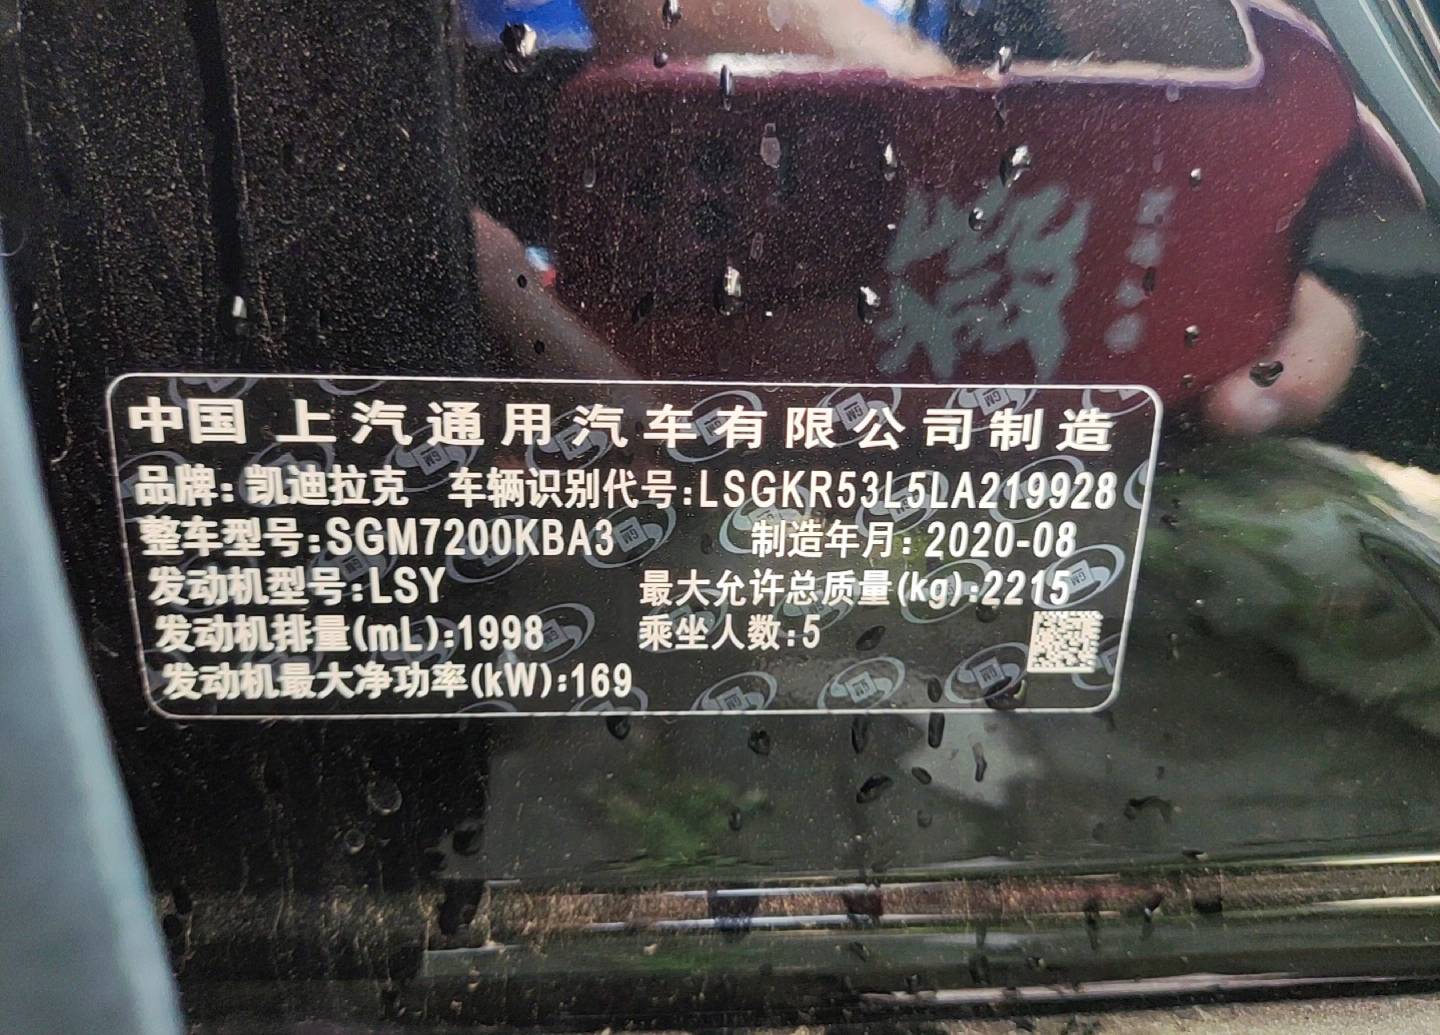 中国 上汽通用汽车有限公司制造
品牌:凯迪拉克 车辆识别代号:LSGKR53L5LA219928
整车型号:SGM7200KBA3 制造年月:2020-08
发动机型号:LSY 最大允许总质量(kg):2215
发动机排量(mL):1998 乘坐人数:5
发动机最大净功率(kW):169